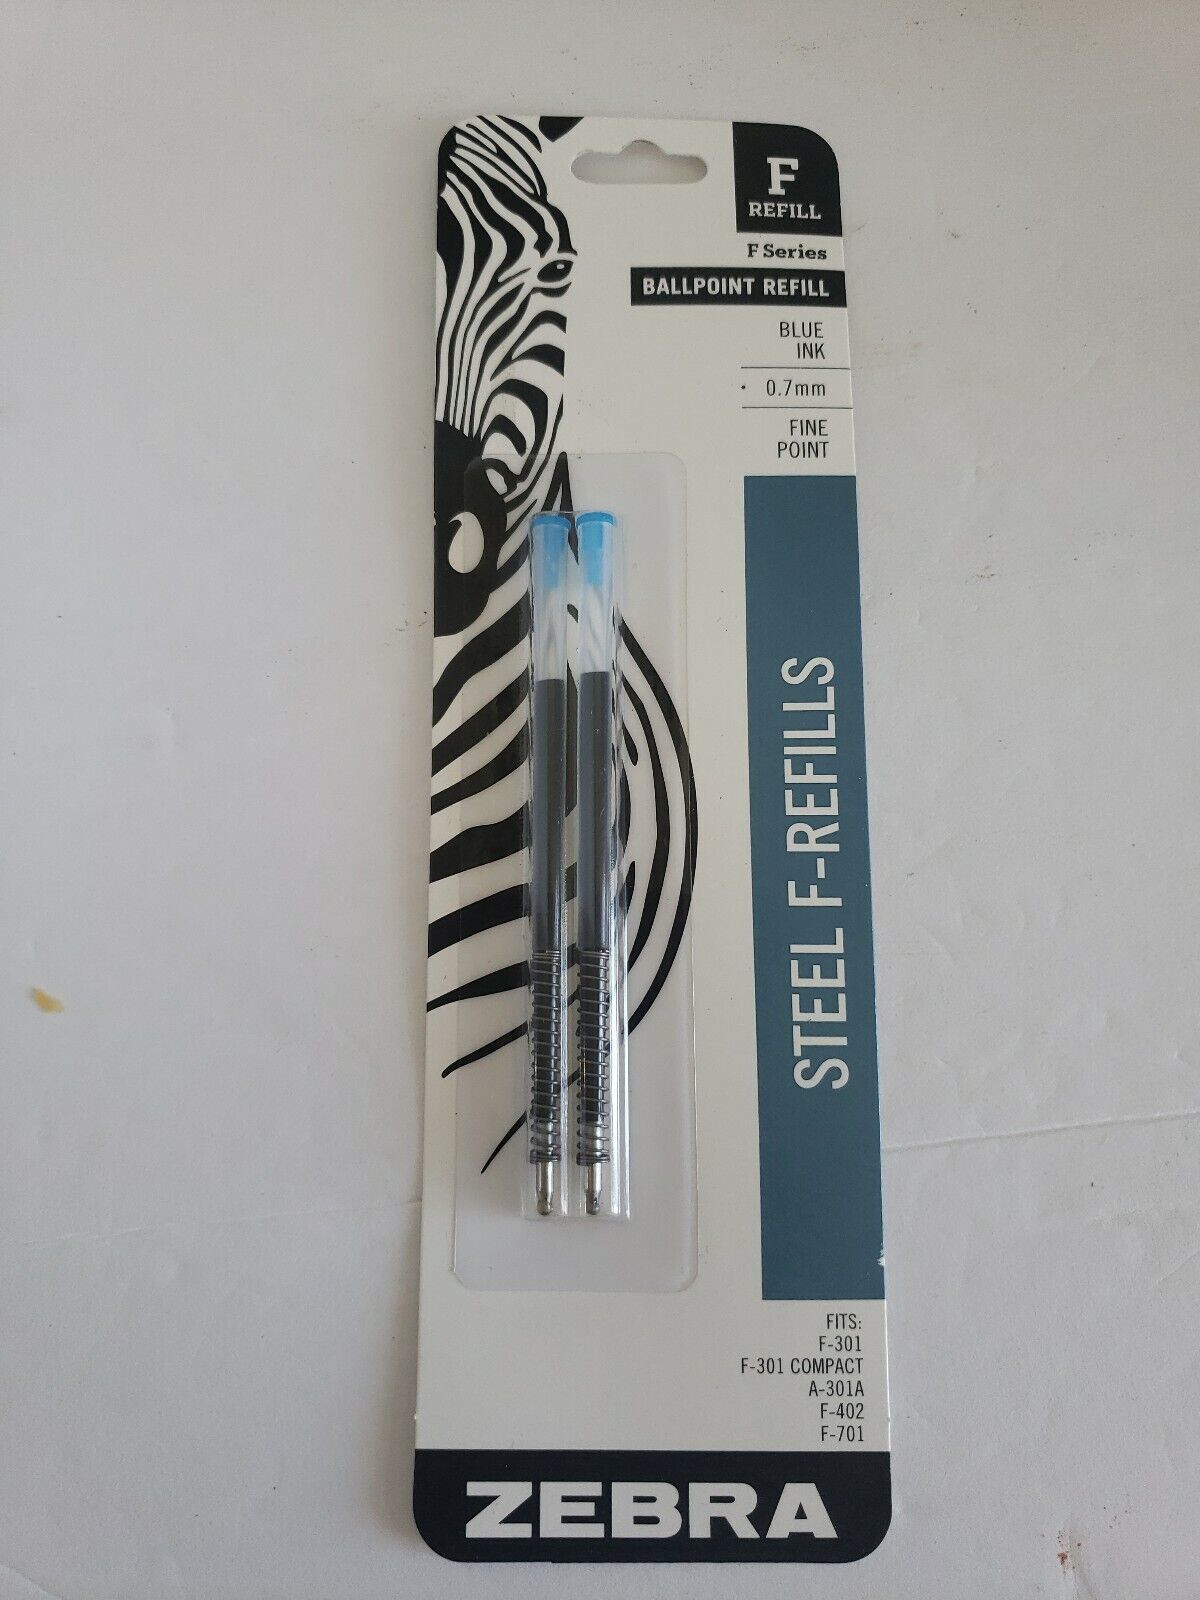 F
REFILL
F Series
BALLPOINT REFILL
BLUE
INK
• 0.7mm
FINE
POINT
STEEL F-REFILLS
FITS:
F-301
F-301 COMPACT
A-301A
F-402
F-701
ZEBRA